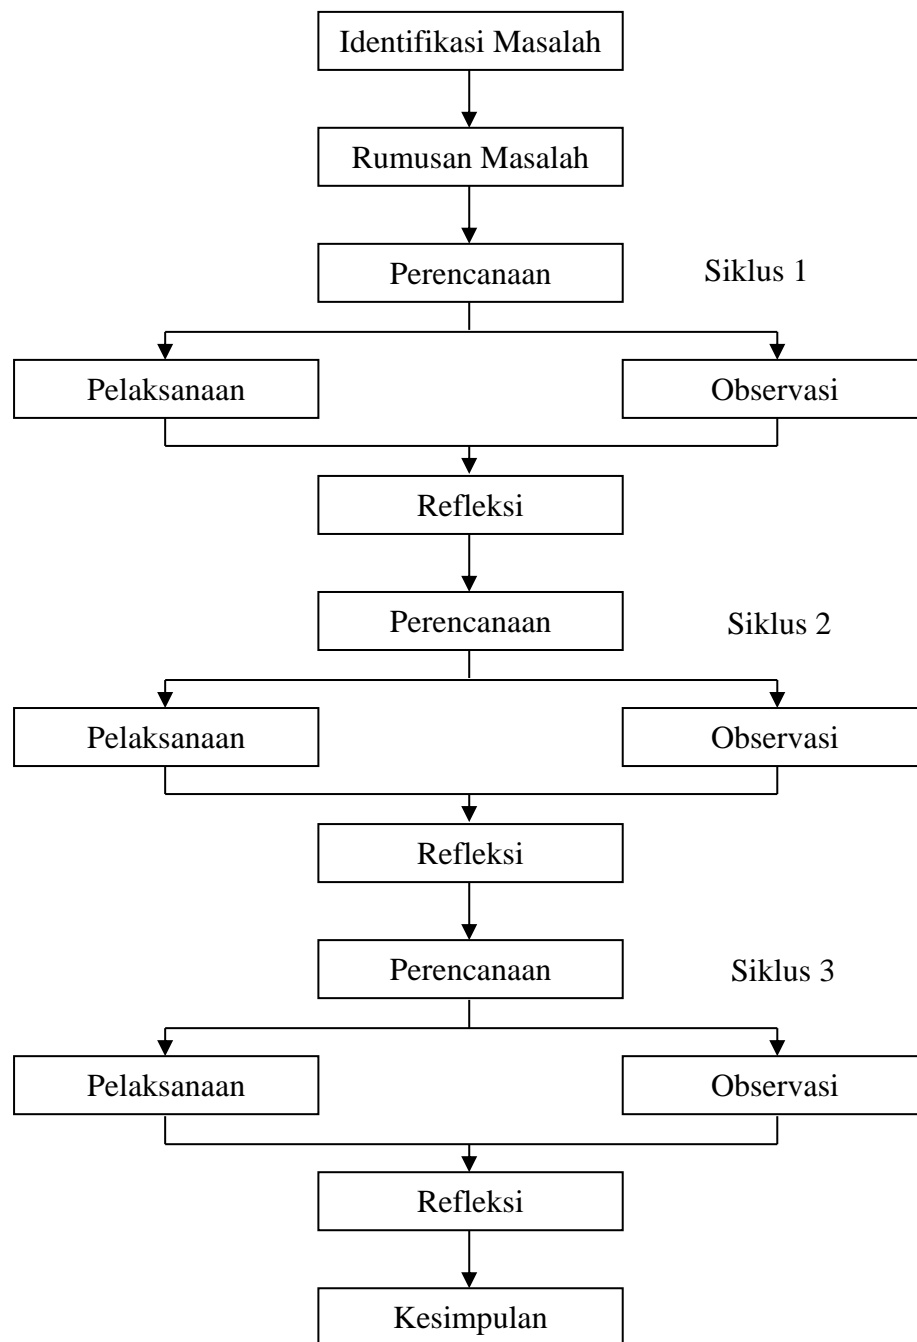 Identifikasi Masalah
Rumusan Masalah
Perencanaan
Siklus 1
Pelaksanaan
Observasi
Refleksi
Perencanaan
Siklus 2
Pelaksanaan
Observasi
Refleksi
Perencanaan
Siklus 3
Pelaksanaan
Observasi
Refleksi
Kesimpulan